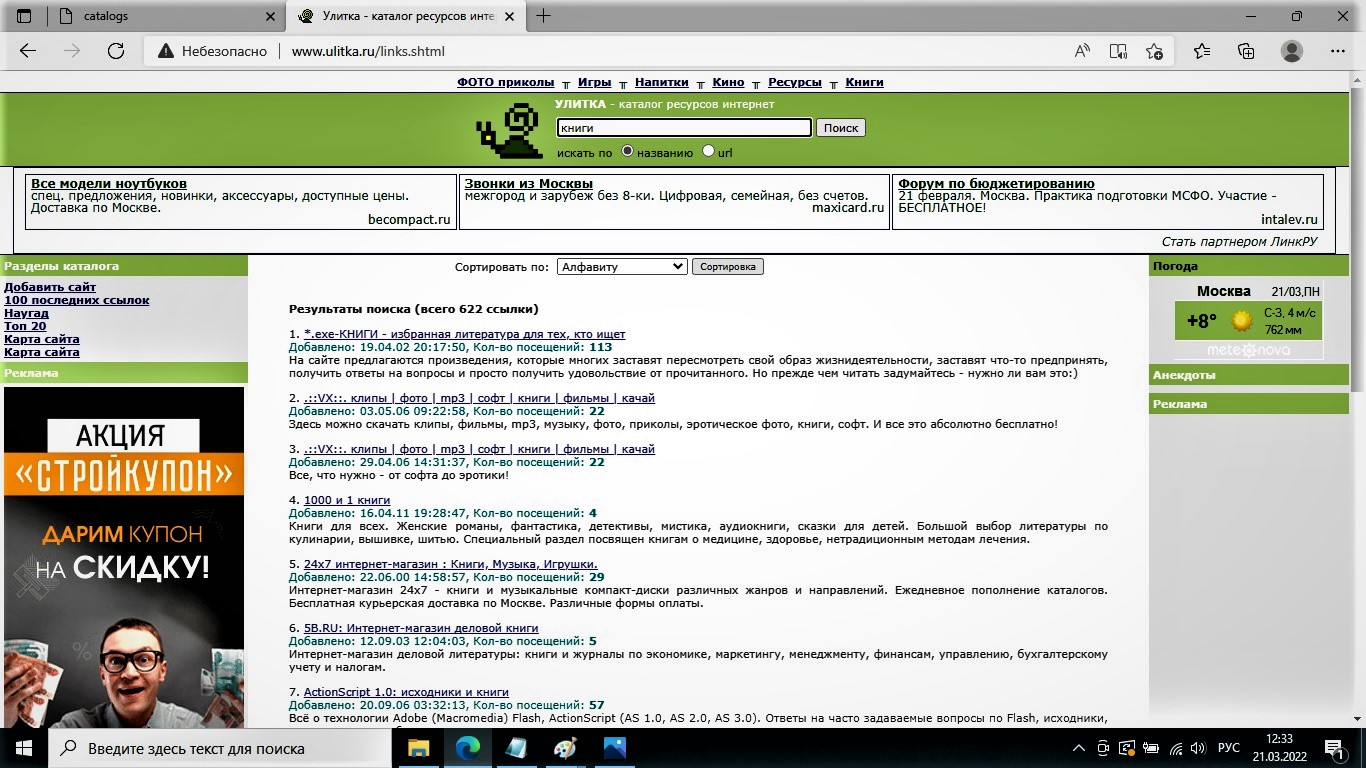 catalogs
Улитка - каталог ресурсов инте
Небезопасно
www.ulitka.ru/links.shtml
ФОТО приколы ╥ Игры ╥ Напитки ╥ Кино ╥ Ресурсы ╥ Книги
УЛИТКА - каталог ресурсов интернет
книги
Поиск
искать по названию url
Все модели ноутбуков
спец. предложения, новинки, аксессуары, доступные цены.
Доставка по Москве.
becompact.ru
Звонки из Москвы
межгород и зарубеж без 8-ки. Цифровая, семейная, без счетов.
maxicard.ru
Форум по бюджетированию
21 февраля. Москва. Практика подготовки МСФО. Участие -
БЕСПЛАТНОЕ!
intalev.ru
Стать партнером ЛинкРУ
Разделы каталога
Добавить сайт
100 последних ссылок
Наугад
Топ 20
Карта сайта
Карта сайта
Реклама
АКЦИЯ
«СТРОЙКУПОН»
ДАРИМ КУПОН
НА СКИДКУ!
%
Сортировать по: Алфавиту Сортировка
Результаты поиска (всего 622 ссылки)
1. *.exe-КНИГИ - избранная литература для тех, кто ищет
Добавлено: 19.04.02 20:17:50, Кол-во посещений: 113
На сайте предлагаются произведения, которые многих заставят пересмотреть свой образ жизнидеятельности, заставят что-то предпринять,
получить ответы на вопросы и просто получить удовольствие от прочитанного. Но прежде чем читать задумайтесь - нужно ли вам это:)
2. .::VX::. клипы | фото | mp3 | софт | книги | фильмы | качай
Добавлено: 03.05.06 09:22:58, Кол-во посещений: 22
Здесь можно скачать клипы, фильмы, mp3, музыку, фото, приколы, эротическое фото, книги, софт. И все это абсолютно бесплатно!
3. .::VX::. клипы | фото | mp3 | софт | книги | фильмы | качай
Добавлено: 29.04.06 14:31:37, Кол-во посещений: 22
Все, что нужно - от софта до эротики!
4. 1000 и 1 книги
Добавлено: 16.04.11 19:28:47, Кол-во посещений: 4
Книги для всех. Женские романы, фантастика, детективы, мистика, аудиокниги, сказки для детей. Большой выбор литературы по
кулинарии, вышивке, шитью. Специальный раздел посвящен книгам о медицине, здоровье, нетрадиционным методам лечения.
5. 24x7 интернет-магазин : Книги, Музыка, Игрушки.
Добавлено: 22.06.00 14:58:57, Кол-во посещений: 29
Интернет-магазин 24x7 - книги и музыкальные компакт-диски различных жанров и направлений. Ежедневное пополнение каталогов.
Бесплатная курьерская доставка по Москве. Различные формы оплаты.
6. 5B.RU: Интернет-магазин деловой книги
Добавлено: 12.09.03 12:04:03, Кол-во посещений: 5
Интернет-магазин деловой литературы: книги и журналы по экономике, маркетингу, менеджменту, финансам, управлению, бухгалтерскому
учету и налогам.
7. ActionScript 1.0: исходники и книги
Добавлено: 20.09.06 03:32:13, Кол-во посещений: 57
Всё о технологии Adobe (Macromedia) Flash, ActionScript (AS 1.0, AS 2.0, AS 3.0). Ответы на часто задаваемые вопросы по Flash, исходники,
Погода
Москва 21/03,ПН
+8° С-З, 4 м/с
762 мм
meteonova
Анекдоты
Реклама
Введите здесь текст для поиска
РУС
12:33
21.03.2022
1